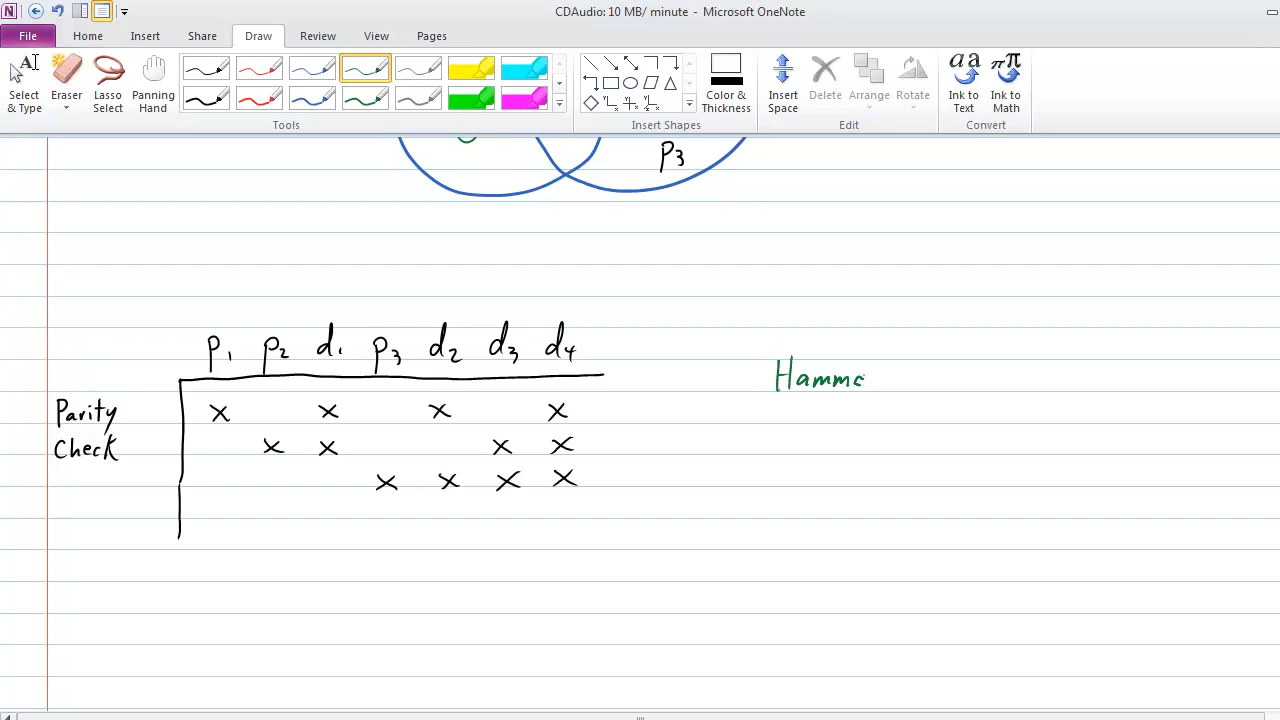 CDAudio: 10 MB/ minute - Microsoft OneNote
File Home Insert Share Draw Review View Pages
Select & Type
Eraser
Lasso Select
Panning Hand
Color & Thickness
Insert Space
Delete
Arrange
Rotate
Ink to Text
Ink to Math
Tools Insert Shapes Edit Convert
p3
p1 p2 d1 p3 d2 d3 d4
Hamm
Parity x x x x
Check x x x x
x x x x